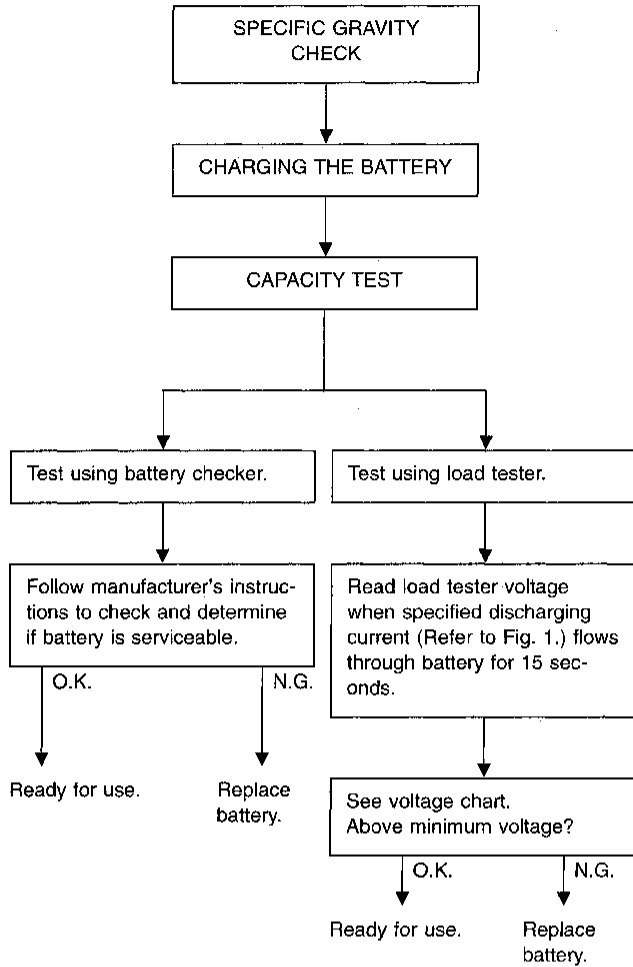 SPECIFIC GRAVITY
CHECK
CHARGING THE BATTERY
CAPACITY TEST
Test using battery checker.
Follow manufacturer's instruc-
tions to check and determine
if battery is serviceable.
O.K.
N.G.
Ready for use.
Replace
battery.
Test using load tester.
Read load tester voltage
when specified discharging
current (Refer to Fig. 1.) flows
through battery for 15 sec-
onds.
See voltage chart.
Above minimum voltage?
O.K.
N.G.
Ready for use.
Replace
battery.